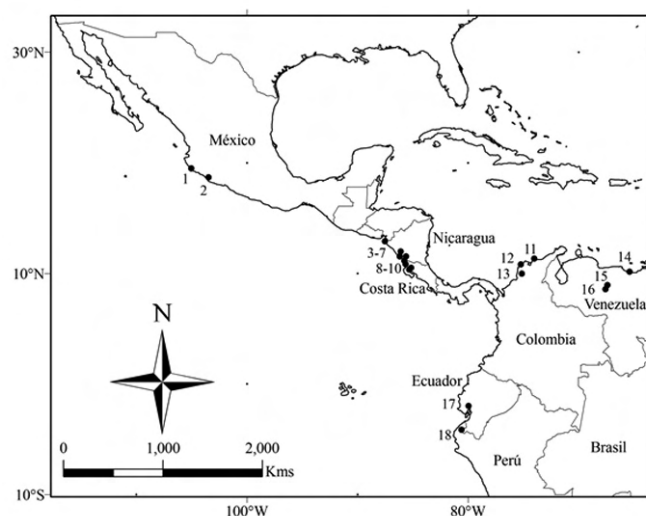 30°N
México
1
2
Nicaragua
3-7
8-10
11
12
14
10°N
13
15
Costa Rica
16
Venezuela
N
Colombia
Ecuador
17
18
Brasil
Perú
0 1,000 2,000
Kms
10°S
100°W 80°W